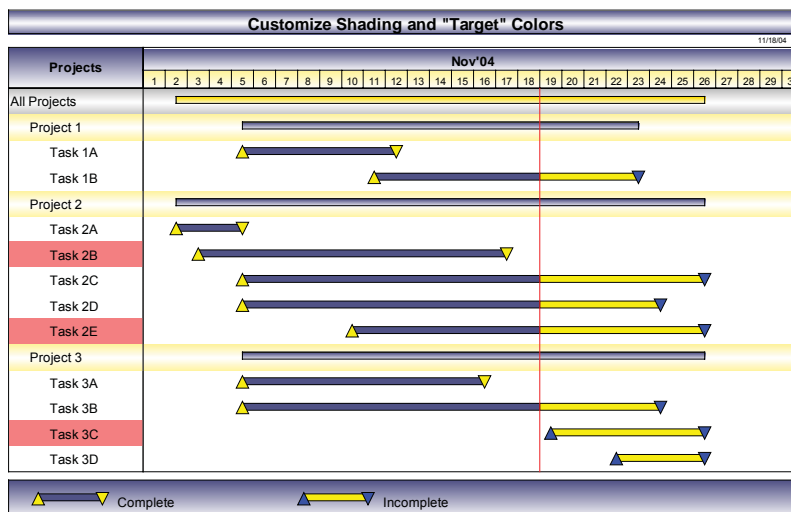 Customize Shading and "Target" Colors
11/18/04
Projects
Nov'04
1 2 3 4 5 6 7 8 9 10 11 12 13 14 15 16 17 18 19 20 21 22 23 24 25 26 27 28 29
All Projects
Project 1
Task 1A
Task 1B
Project 2
Task 2A
Task 2B
Task 2C
Task 2D
Task 2E
Project 3
Task 3A
Task 3B
Task 3C
Task 3D
Complete Incomplete